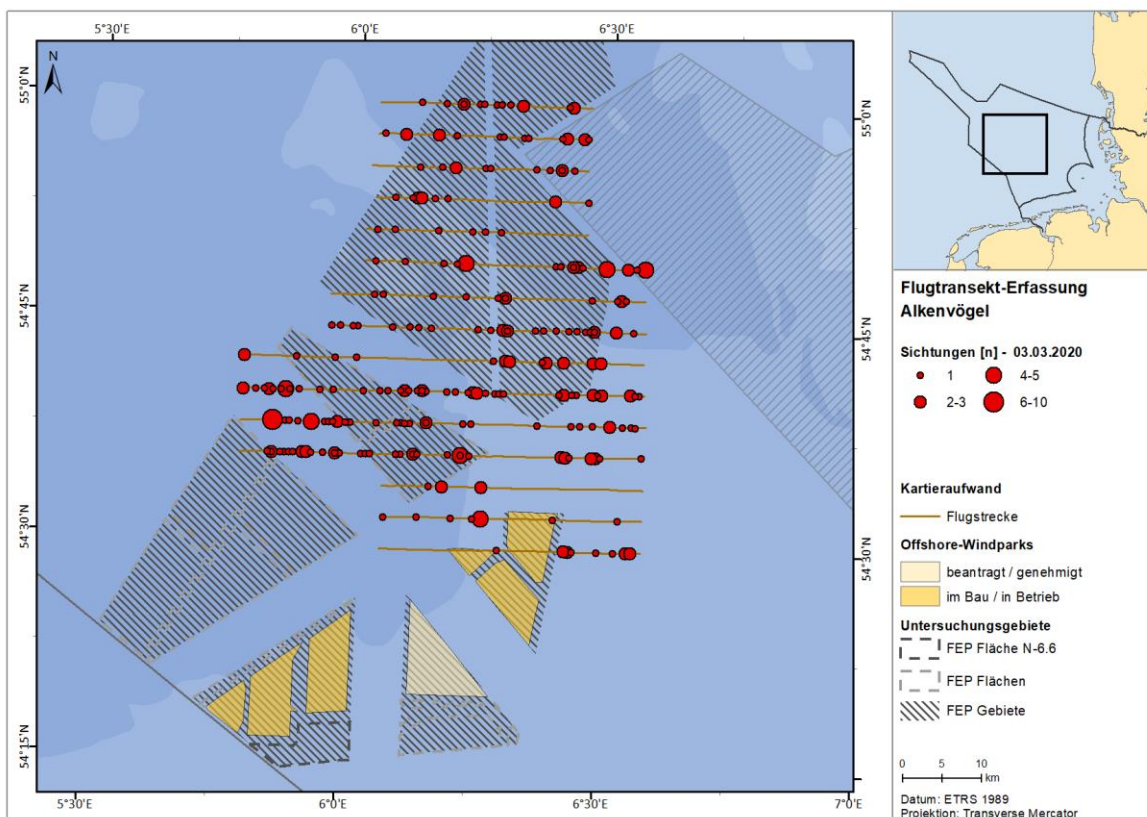 5°30'E
6°0'E
6°30'E
N
55°0'N
54°45'N
54°30'N
54°15'N
55°0'N
54°45'N
54°30'N
5°30'E
6°0'E
6°30'E
7°0'E
Flugtransekt-Erfassung
Alkenvögel
Sichtungen [n] - 03.03.2020
1
4-5
2-3
6-10
Kartieraufwand
Flugstrecke
Offshore-Windparks
beantragt / genehmigt
im Bau / in Betrieb
Untersuchungsgebiete
FEP Fläche N-6.6
FEP Flächen
FEP Gebiete
0 5 10
km
Datum: ETRS 1989
Projektion: Transverse Mercator